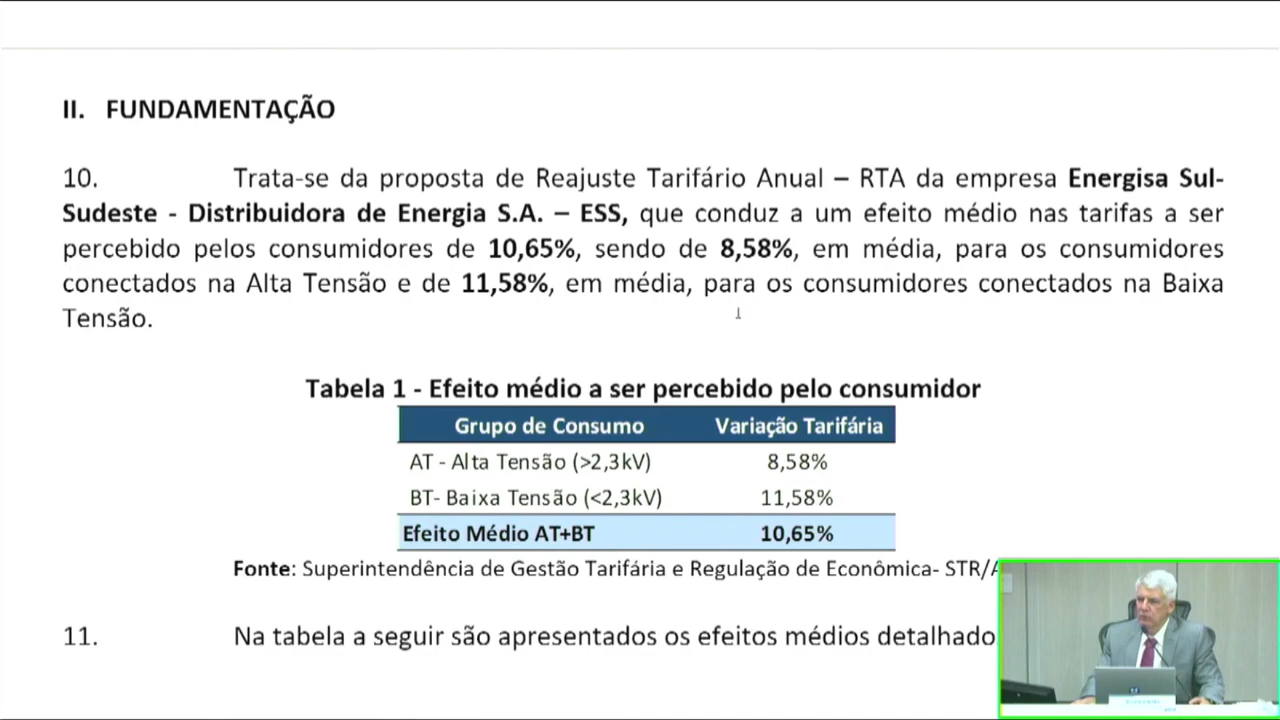 II. FUNDAMENTAÇÃO
10. Trata-se da proposta de Reajuste Tarifário Anual – RTA da empresa Energisa Sul-
Sudeste - Distribuidora de Energia S.A. – ESS, que conduz a um efeito médio nas tarifas a ser
percebido pelos consumidores de 10,65%, sendo de 8,58%, em média, para os consumidores
conectados na Alta Tensão e de 11,58%, em média, para os consumidores conectados na Baixa
Tensão.
Tabela 1 - Efeito médio a ser percebido pelo consumidor
Grupo de Consumo Variação Tarifária
AT - Alta Tensão (>2,3kV) 8,58%
BT- Baixa Tensão (<2,3kV) 11,58%
Efeito Médio AT+BT 10,65%
Fonte: Superintendência de Gestão Tarifária e Regulação de Econômica- STR/A
11. Na tabela a seguir são apresentados os efeitos médios detalhado